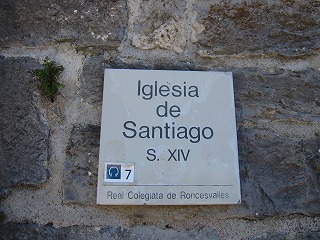 Iglesia
de
Santiago
S. XIV
7
Real Colegiata de Roncesvalles